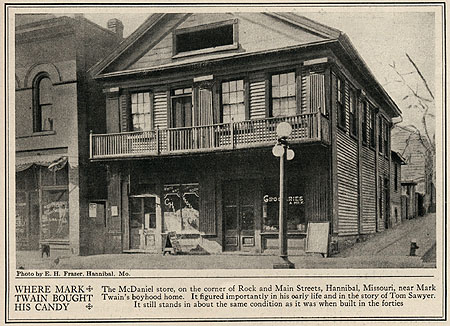 GROCERIES
Photo by E. H. Frazer, Hannibal, Mo.
WHERE MARK
TWAIN BOUGHT
HIS CANDY
The McDaniel store, on the corner of Rock and Main Streets, Hannibal, Missouri, near Mark
Twain's boyhood home. It figured importantly in his early life and in the story of Tom Sawyer.
It still stands in about the same condition as it was when built in the forties